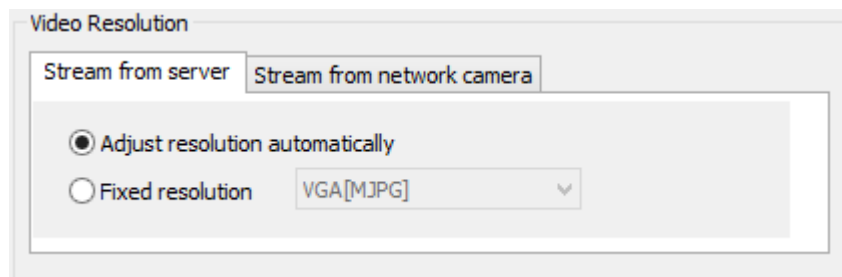 Video Resolution
Stream from server Stream from network camera
Adjust resolution automatically
Fixed resolution VGA[MJPG]